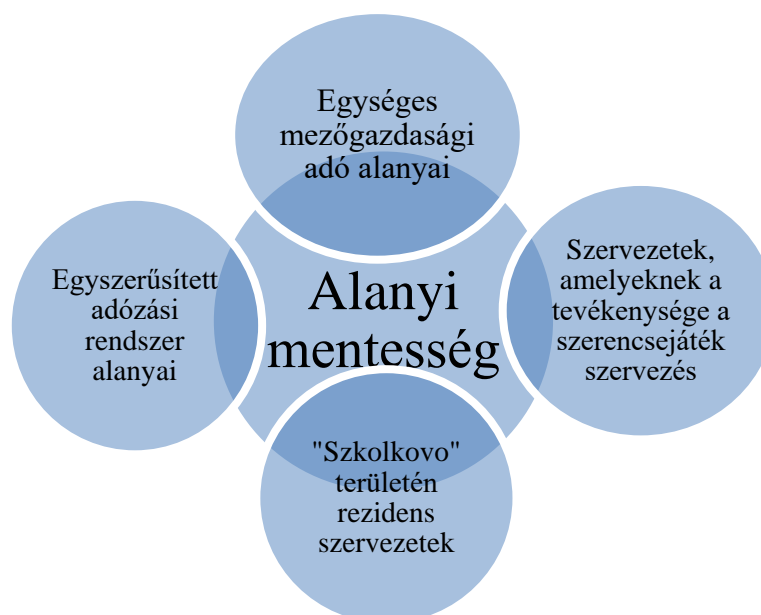 Egységes
mezőgazdasági
adó alanyai
Egyszerűsített
adózási
rendszer
alanyai
Alanyi
mentesség
Szervezetek,
amelyeknek a
tevékenysége a
szerencsejáték
szervezés
"Szkolkovo"
területén
rezidens
szervezetek